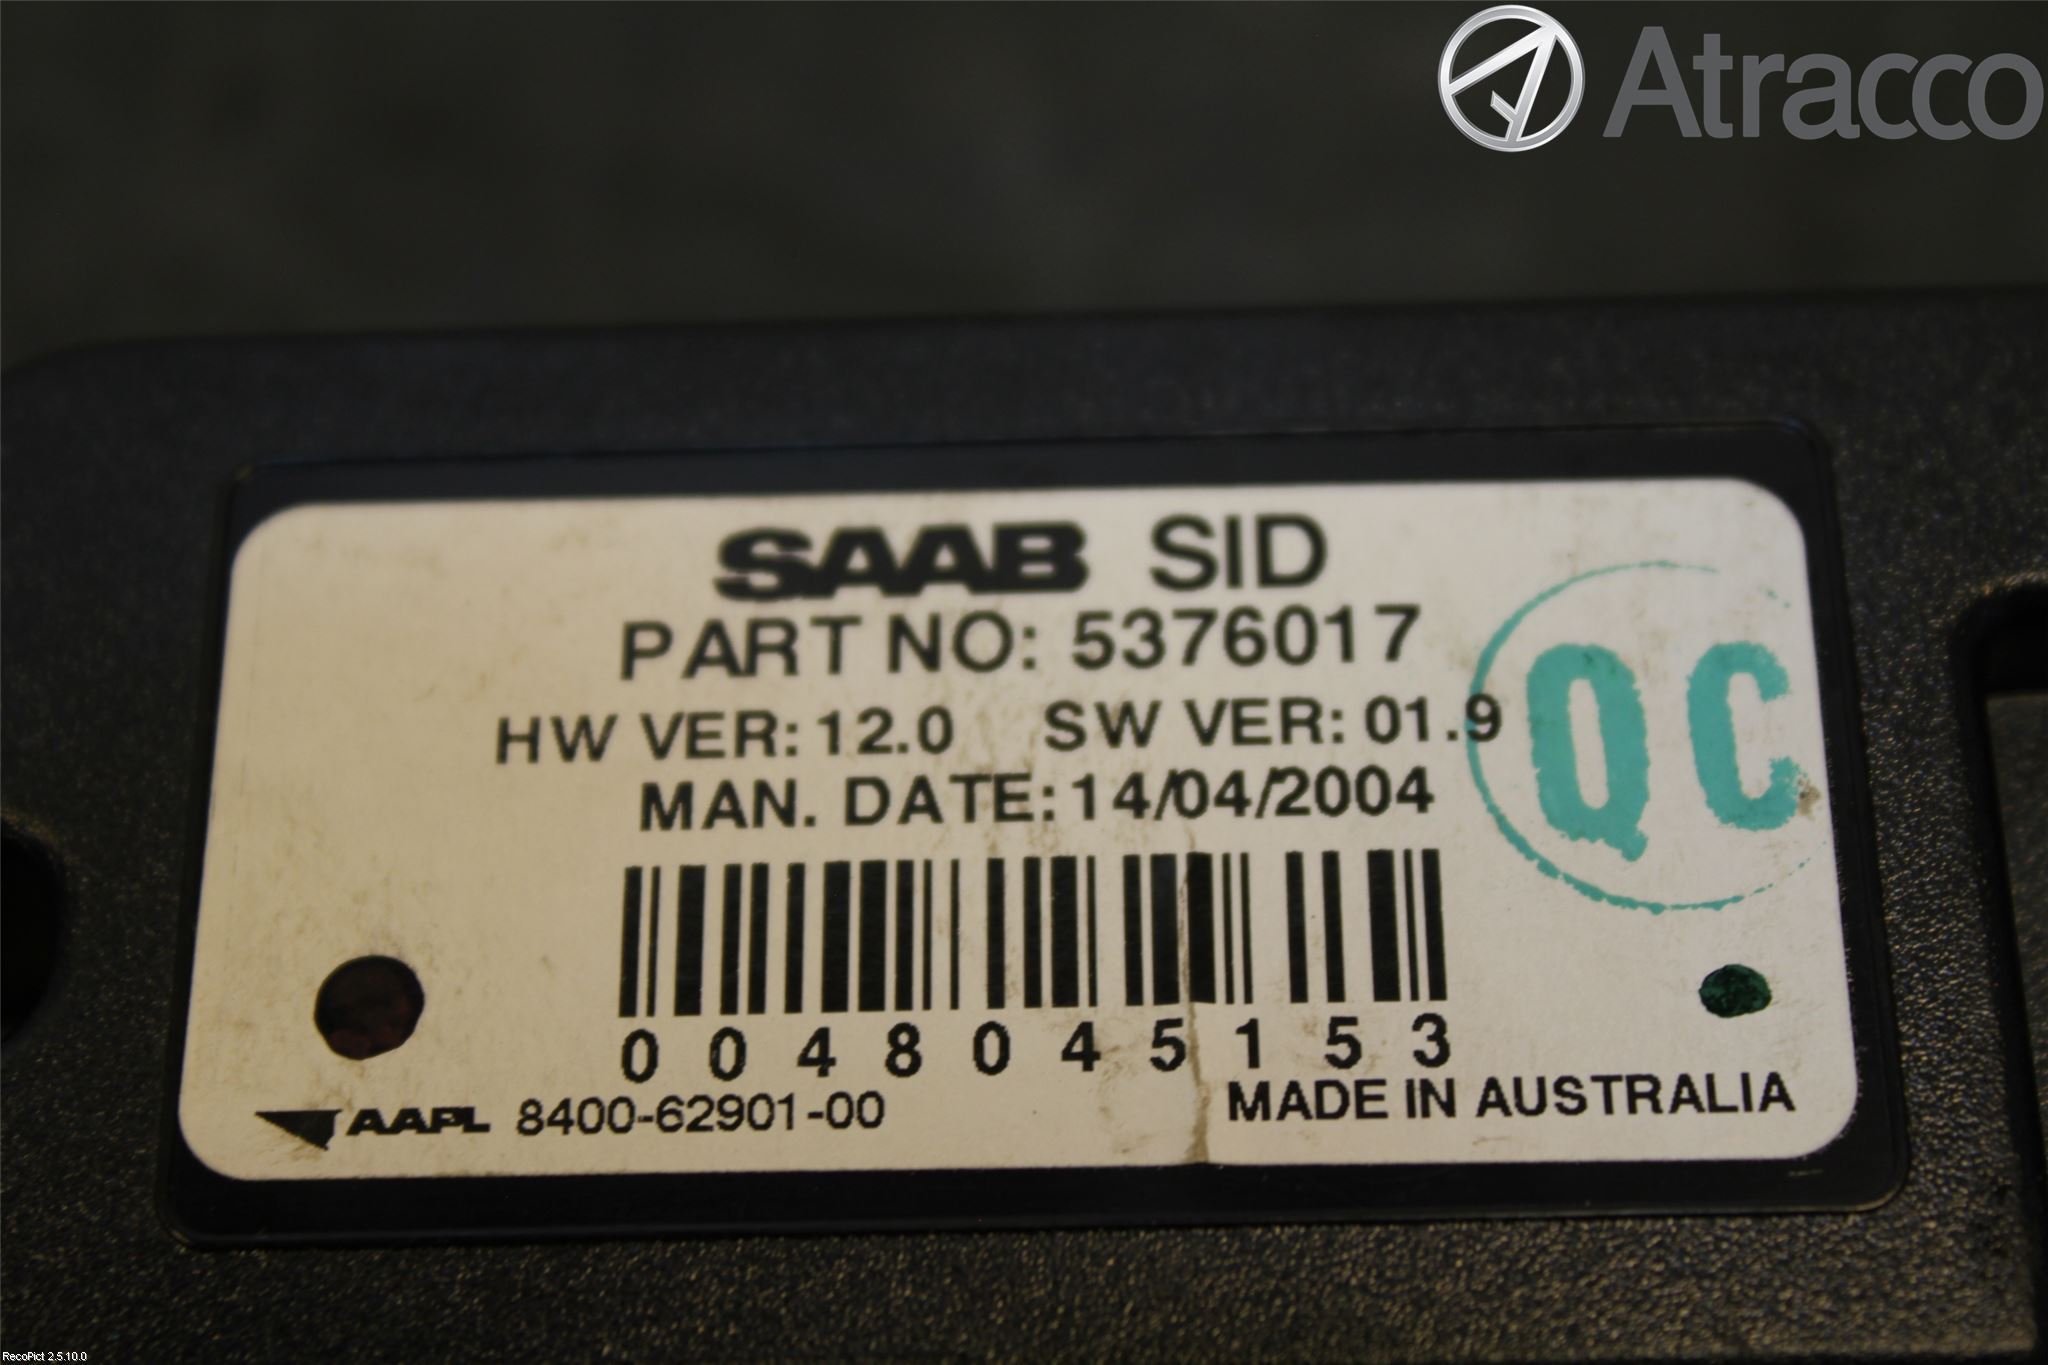 Atracco
SAAB SID
PART NO: 5376017
HW VER: 12.0 SW VER: 01.9
MAN. DATE: 14/04/2004
QC
0048045153
AAPL 8400-62901-00
MADE IN AUSTRALIA
RecoPict 2.5.10.0